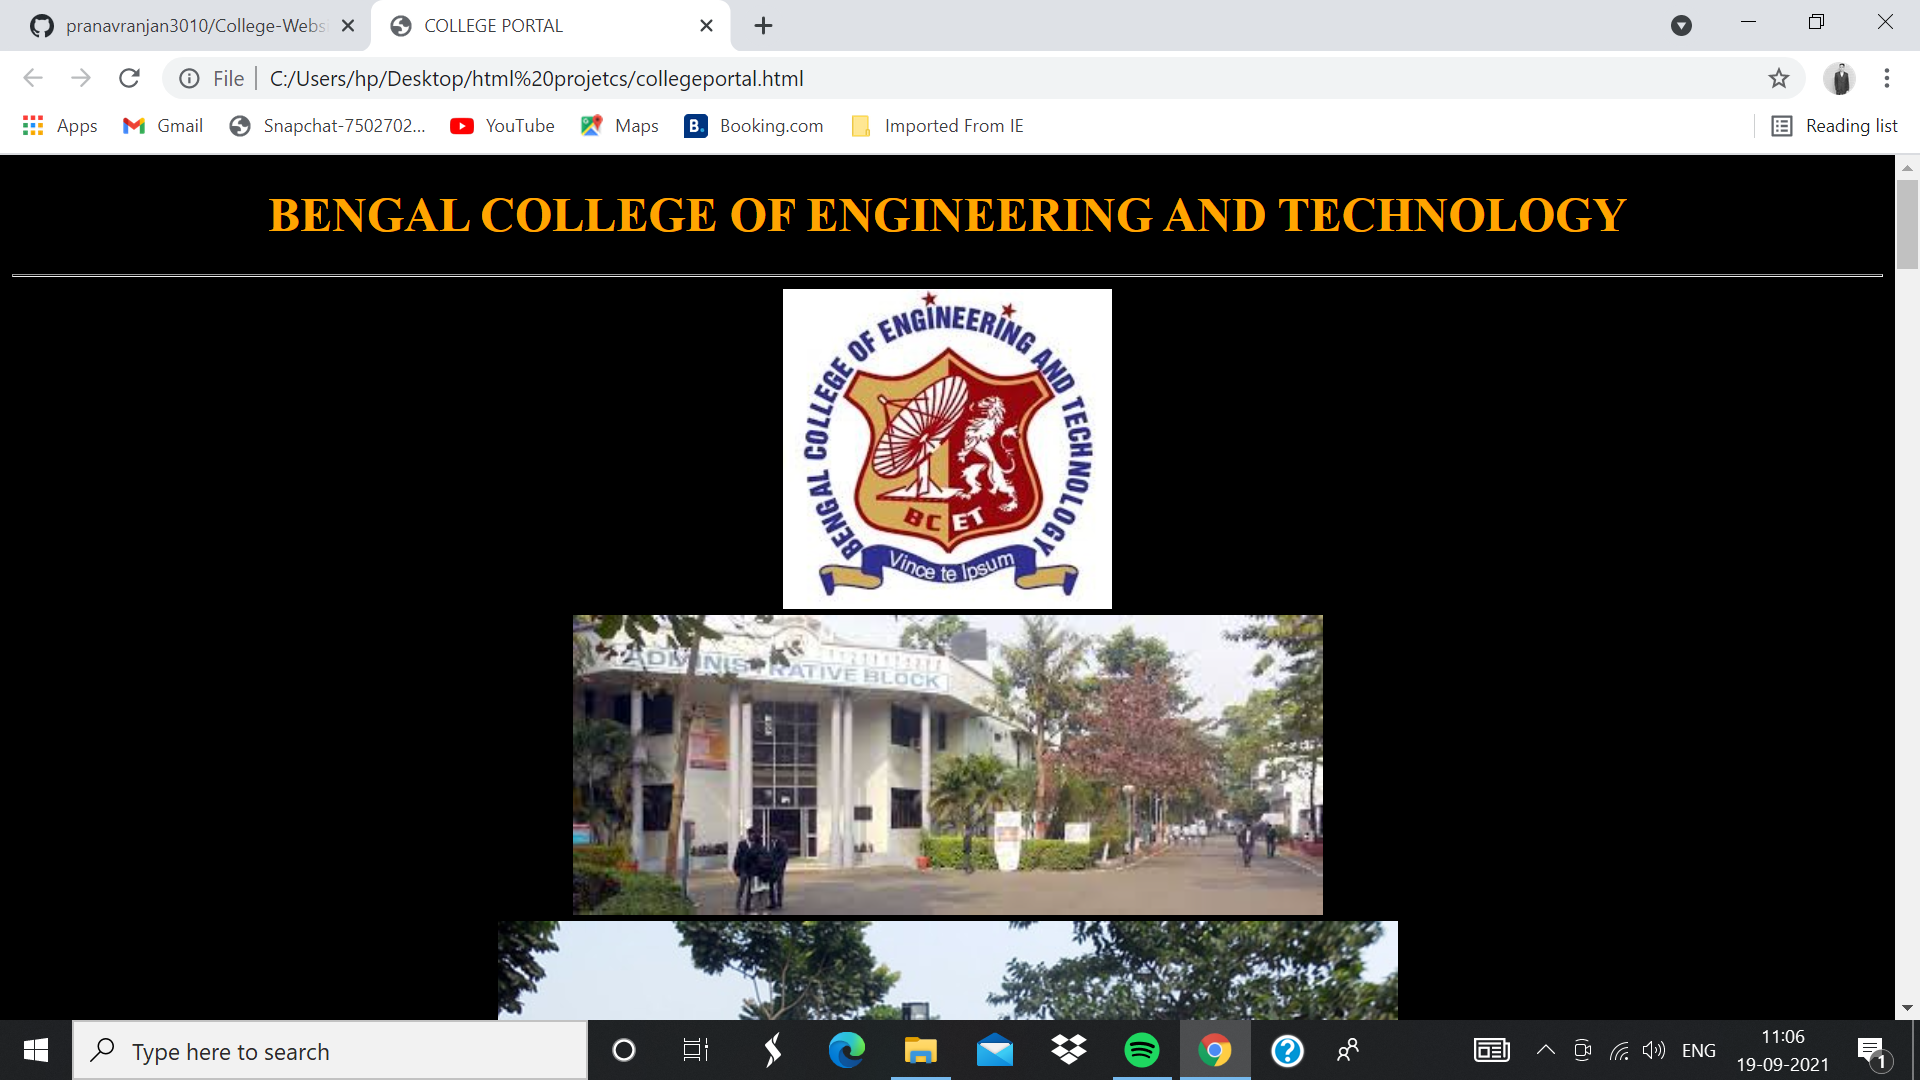 pranavranjan3010/College-Websi
COLLEGE PORTAL
File
C:/Users/hp/Desktop/html%20projetcs/collegeportal.html
Apps
Gmail
Snapchat-7502702...
YouTube
B.
Booking.com
Maps
Imported From IE
Reading list
BENGAL COLLEGE OF ENGINEERING AND TECHNOLOGY
BENGAL COLLEGE OF ENGINEERING AND TECHNOLOGY
BC ET
Vince te Ipsum
ADMINISTRATIVE BLOCK
Type here to search
?
ENG
11:06
19-09-2021
1